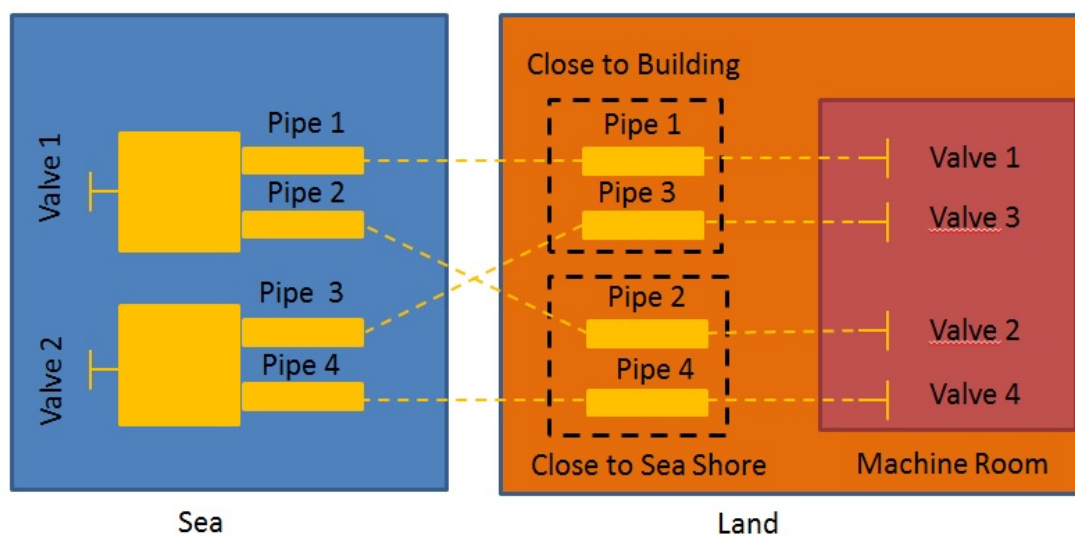 Valve 1
Pipe 1
Pipe 2
Valve 2
Pipe  3
Pipe 4
Sea
Close to Building
Pipe 1
Pipe 3
Pipe 2
Pipe 4
Close to Sea Shore
Valve 1
Valve 3
Valve 2
Valve 4
Machine Room
Land